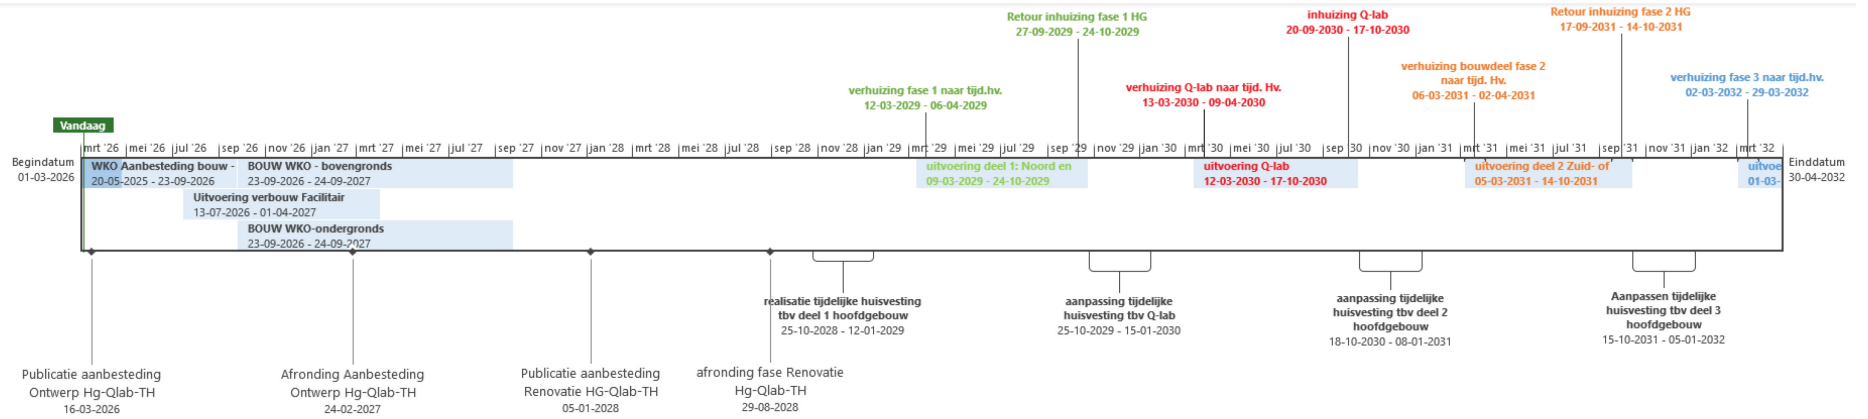 Retour inhuizing fase 1 HG
27-09-2029 - 24-10-2029
inhuizing Q-lab
20-09-2030 - 17-10-2030
Retour inhuizing fase 2 HG
17-09-2031 - 14-10-2031
verhuizing fase 1 naar tijd.hv.
12-03-2029 - 06-04-2029
verhuizing Q-lab naar tijd. Hv.
13-03-2030 - 09-04-2030
verhuizing bouwdeel fase 2
naar tijd. Hv.
06-03-2031 - 02-04-2031
verhuizing fase 3 naar tijd.hv.
02-03-2032 - 29-03-2032
Vandaag
mrt '26 mei '26 jul '26 sep '26 nov '26 jan '27 mrt '27 mei '27 jul '27 sep '27 nov '27 jan '28 mrt '28 mei '28 jul '28 sep '28 nov '28 jan '29 mrt '29 mei '29 jul '29 sep '29 nov '29 jan '30 mrt '30 mei '30 jul '30 sep '30 nov '30 jan '31 mrt '31 mei '31 jul '31 sep '31 nov '31 jan '32 mrt '32
Begindatum
01-03-2026
WKO Aanbesteding bouw -
20-05-2025 - 23-09-2026
BOUW WKO - bovengronds
23-09-2026 - 24-09-2027
uitvoering deel 1: Noord en
09-03-2029 - 24-10-2029
uitvoering Q-lab
12-03-2030 - 17-10-2030
uitvoering deel 2 Zuid- of
05-03-2031 - 14-10-2031
uitvoe
01-03-
Einddatum
30-04-2032
Uitvoering verbouw Facilitair
13-07-2026 - 01-04-2027
BOUW WKO-ondergronds
23-09-2026 - 24-09-2027
realisatie tijdelijke huisvesting
tbv deel 1 hoofdgebouw
25-10-2028 - 12-01-2029
aanpassing tijdelijke
huisvesting tbv Q-lab
25-10-2029 - 15-01-2030
aanpassing tijdelijke
huisvesting tbv deel 2
hoofdgebouw
18-10-2030 - 08-01-2031
Aanpassen tijdelijke
huisvesting tbv deel 3
hoofdgebouw
15-10-2031 - 05-01-2032
Publicatie aanbesteding
Ontwerp Hg-Qlab-TH
16-03-2026
Afronding Aanbesteding
Ontwerp Hg-Qlab-TH
24-02-2027
Publicatie aanbesteding
Renovatie HG-Qlab-TH
05-01-2028
afronding fase Renovatie
Hg-Qlab-TH
29-08-2028